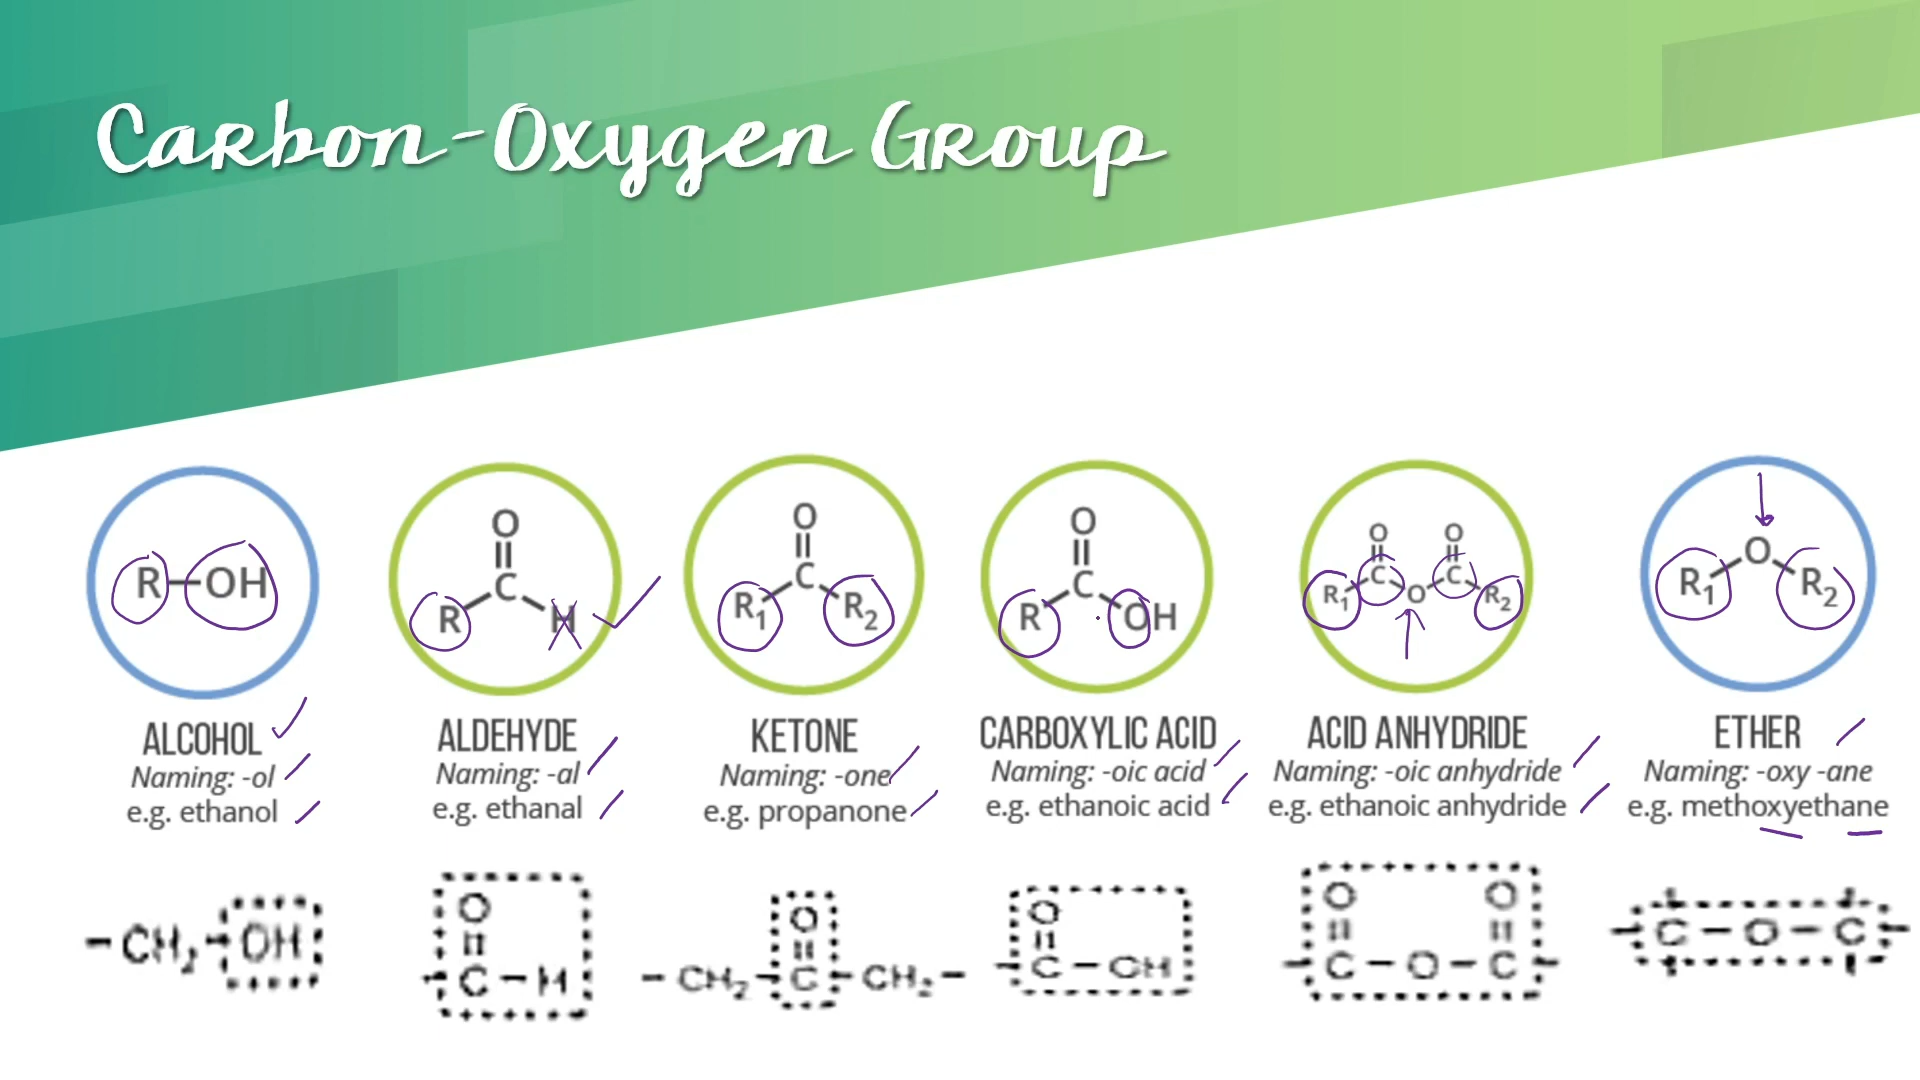 Carbon-Oxygen Group
R-OH
O
||
R C H
O
||
R1 C R2
O
||
R C OH
O O
|| ||
R1 C O C R2
R1 O R2
ALCOHOL
Naming: -ol
e.g. ethanol
ALDEHYDE
Naming: -al
e.g. ethanal
KETONE
Naming: -one
e.g. propanone
CARBOXYLIC ACID
Naming: -oic acid
e.g. ethanoic acid
ACID ANHYDRIDE
Naming: -oic anhydride
e.g. ethanoic anhydride
ETHER
Naming: -oxy -ane
e.g. methoxyethane
-CH2-OH
O
||
-C-H
O
||
-CH2-C-CH2-
O
||
-C-OH
O O
|| ||
-C-O-C-
-C-O-C-